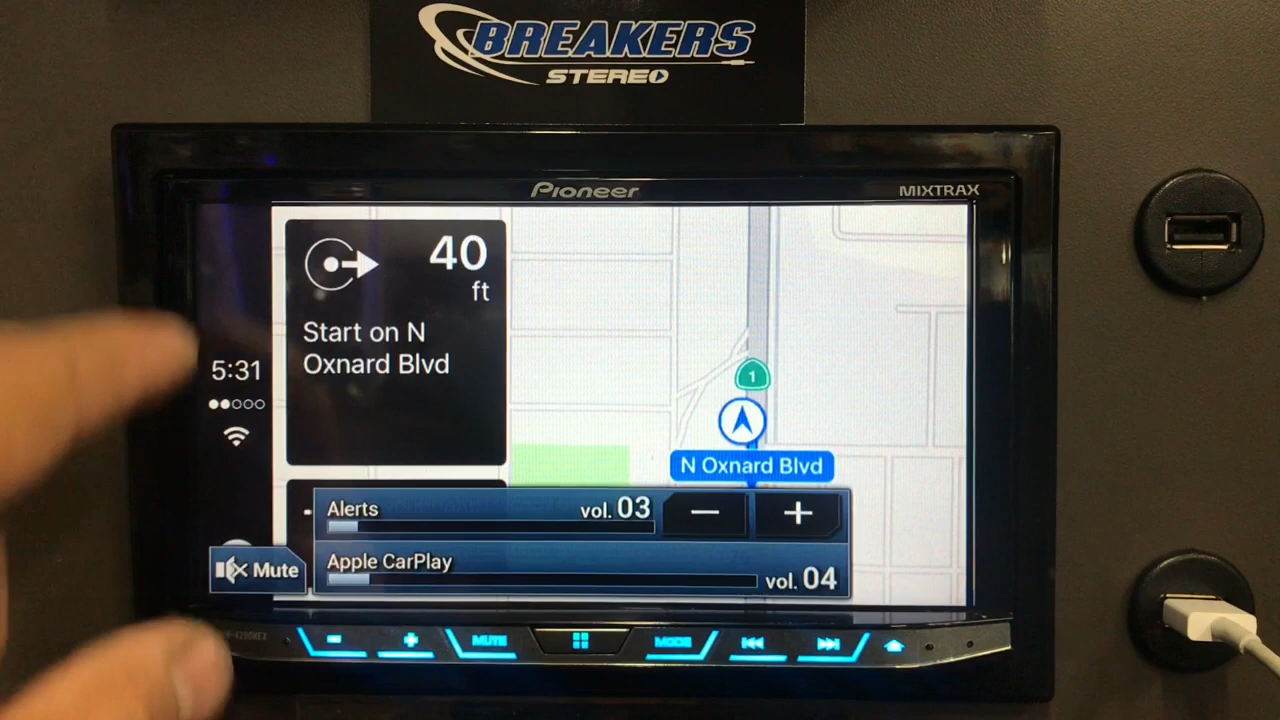 BREAKERS
STEREO
Pioneer
MIXTRAX
40
ft
Start on N
Oxnard Blvd
5:31
1
N Oxnard Blvd
Alerts
vol. 03
− +
Mute
Apple CarPlay
vol. 04
− + MUTE MODE